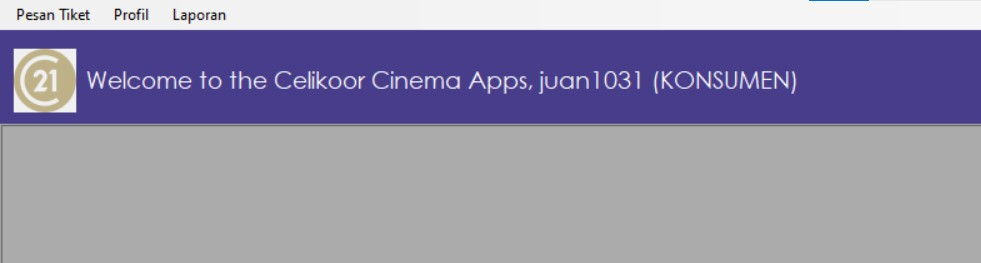 Pesan Tiket Profil Laporan
21
Welcome to the Celikoor Cinema Apps, juan1031 (KONSUMEN)